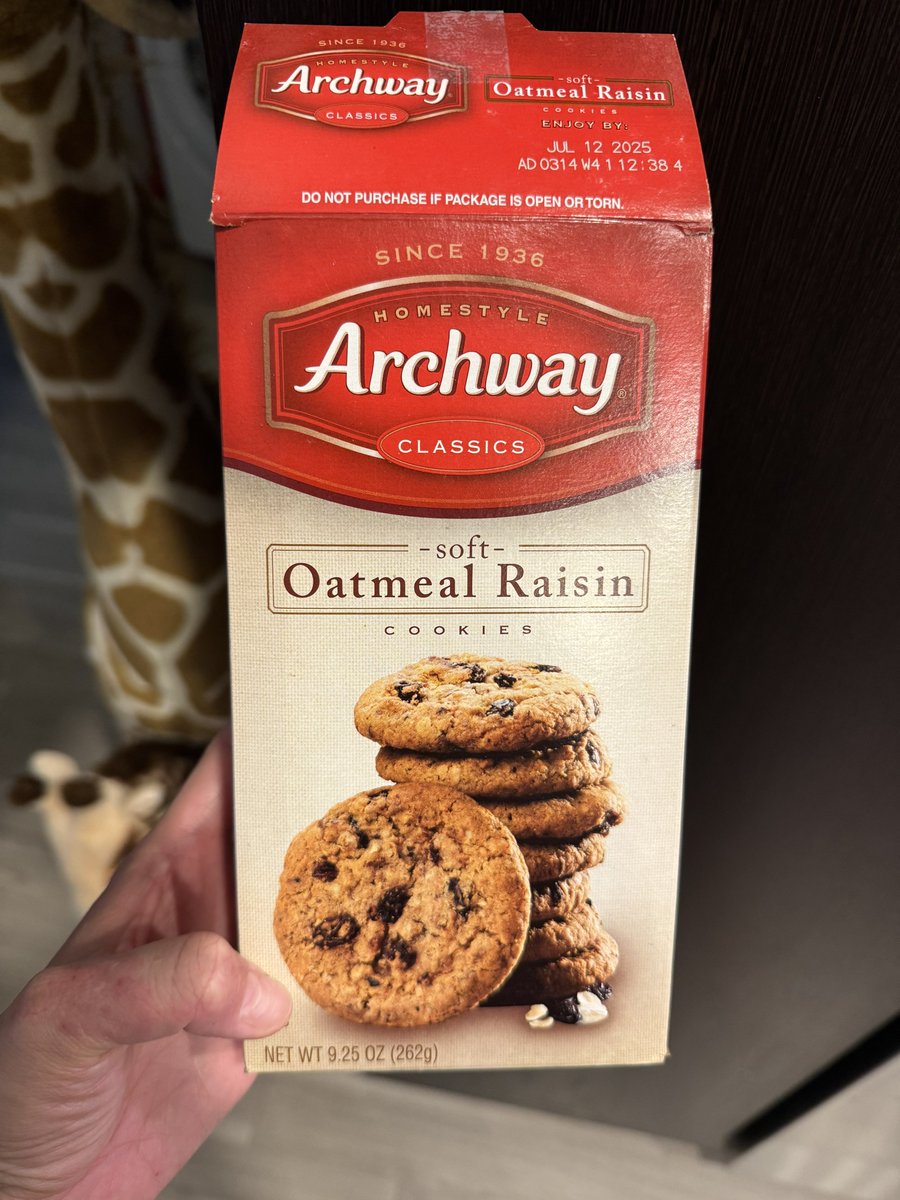 SINCE 1936
HOMESTYLE
Archway
CLASSICS
-soft-
Oatmeal Raisin
COOKIES
ENJOY BY:
JUL 12 2025
AD 0314 W4 1 12:38 4
DO NOT PURCHASE IF PACKAGE IS OPEN OR TORN.
SINCE 1936
HOMESTYLE
Archway®
CLASSICS
-soft-
Oatmeal Raisin
COOKIES
NET WT 9.25 OZ (262g)